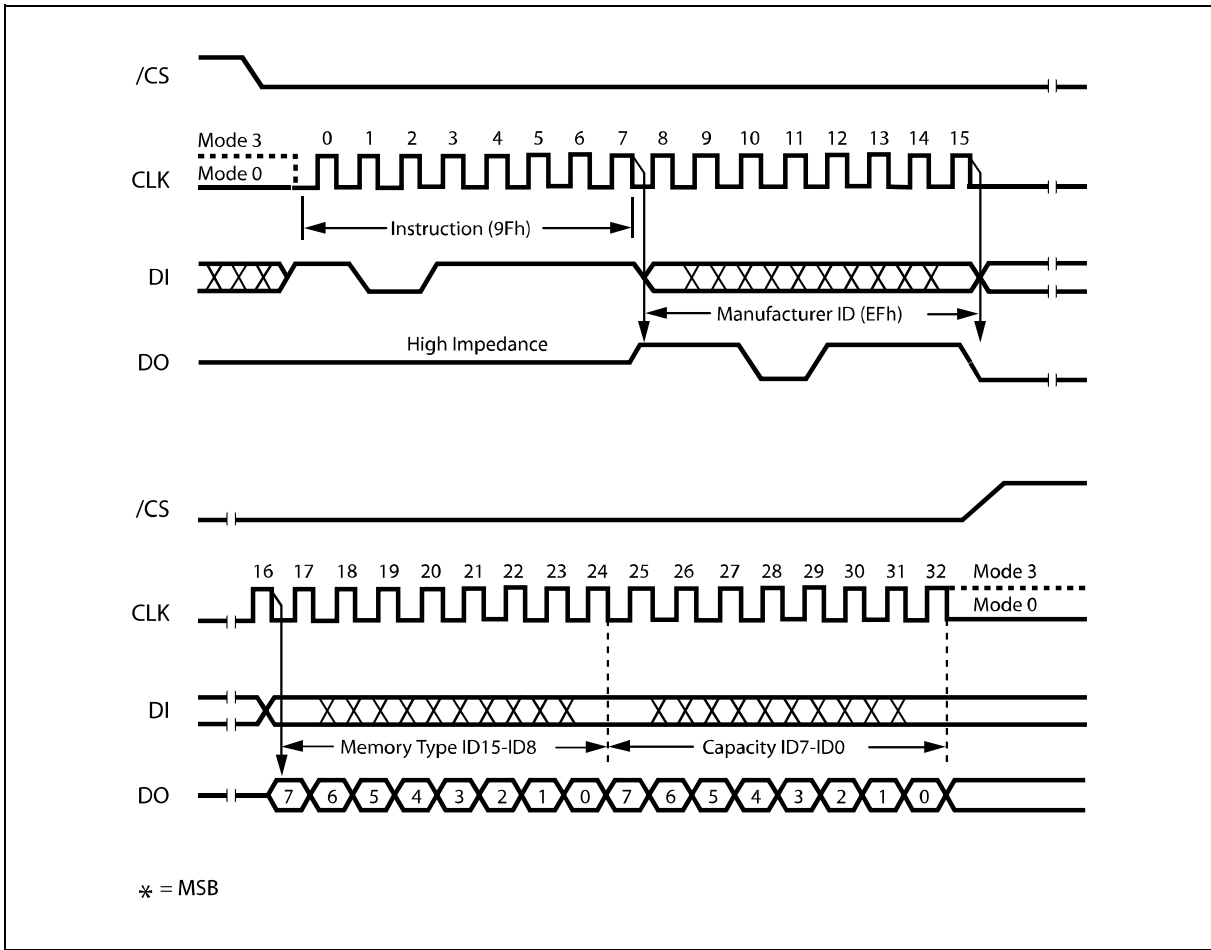 /CS
Mode 3
0 1 2 3 4 5 6 7 8 9 10 11 12 13 14 15
CLK
Mode 0
Instruction (9Fh)
DI
Manufacturer ID (EFh)
High Impedance
DO
/CS
16 17 18 19 20 21 22 23 24 25 26 27 28 29 30 31 32
Mode 3
CLK
Mode 0
DI
Memory Type ID15-ID8
Capacity ID7-ID0
DO
7 6 5 4 3 2 1 0 7 6 5 4 3 2 1 0
* = MSB